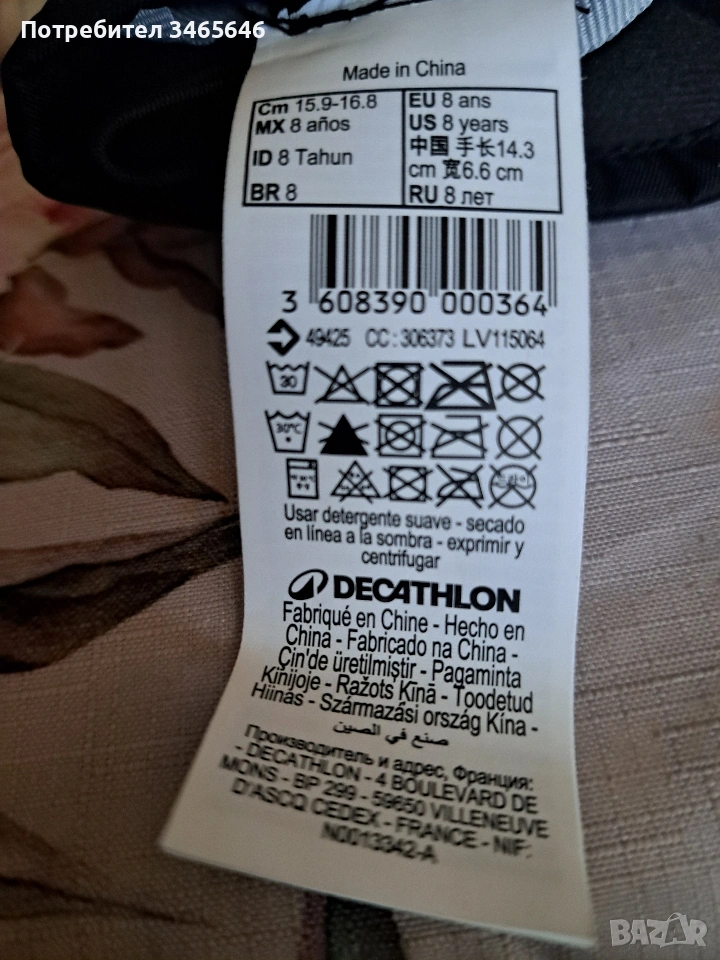 Потребител 3465646
Made in China
Cm 15.9-16.8
MX 8 años
ID 8 Tahun
BR 8
EU 8 ans
US 8 years
中国 手长14.3
cm 宽6.6 cm
RU 8 лет
3 608390 000364
49425 CC:306373 LV115064
30
30°C
Usar detergente suave - secado
en línea a la sombra - exprimir y
centrifugar
DECATHLON
Fabriqué en Chine - Hecho en
China - Fabricado na China -
Çin'de üretilmiştir - Pagaminta
Kinijoje - Ražots Ķīnā - Toodetud
Hiinas - Származási ország Kína -
صنع في الصين
Производитель и адрес, Франция:
- DECATHLON - 4 BOULEVARD DE
MONS - BP 299 - 59650 VILLENEUVE
D'ASCQ CEDEX - FRANCE - NIF:
N0013342-A
BAZAR